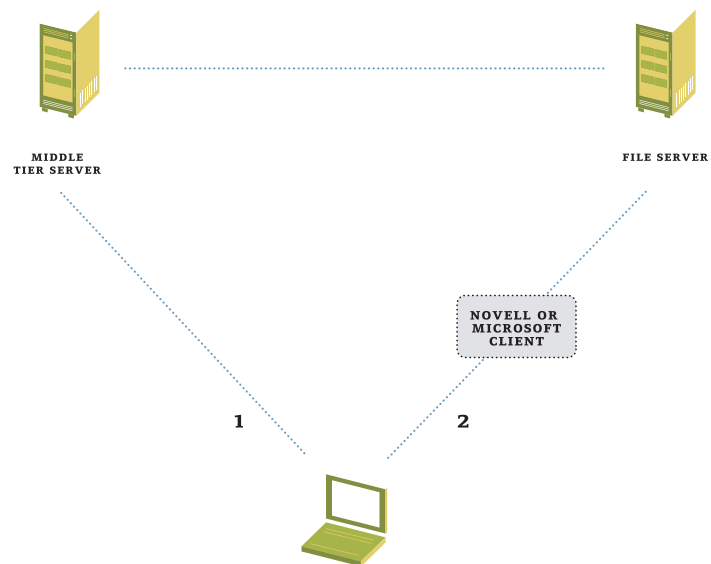 MIDDLE
TIER SERVER
FILE SERVER
NOVELL OR
MICROSOFT
CLIENT
1
2